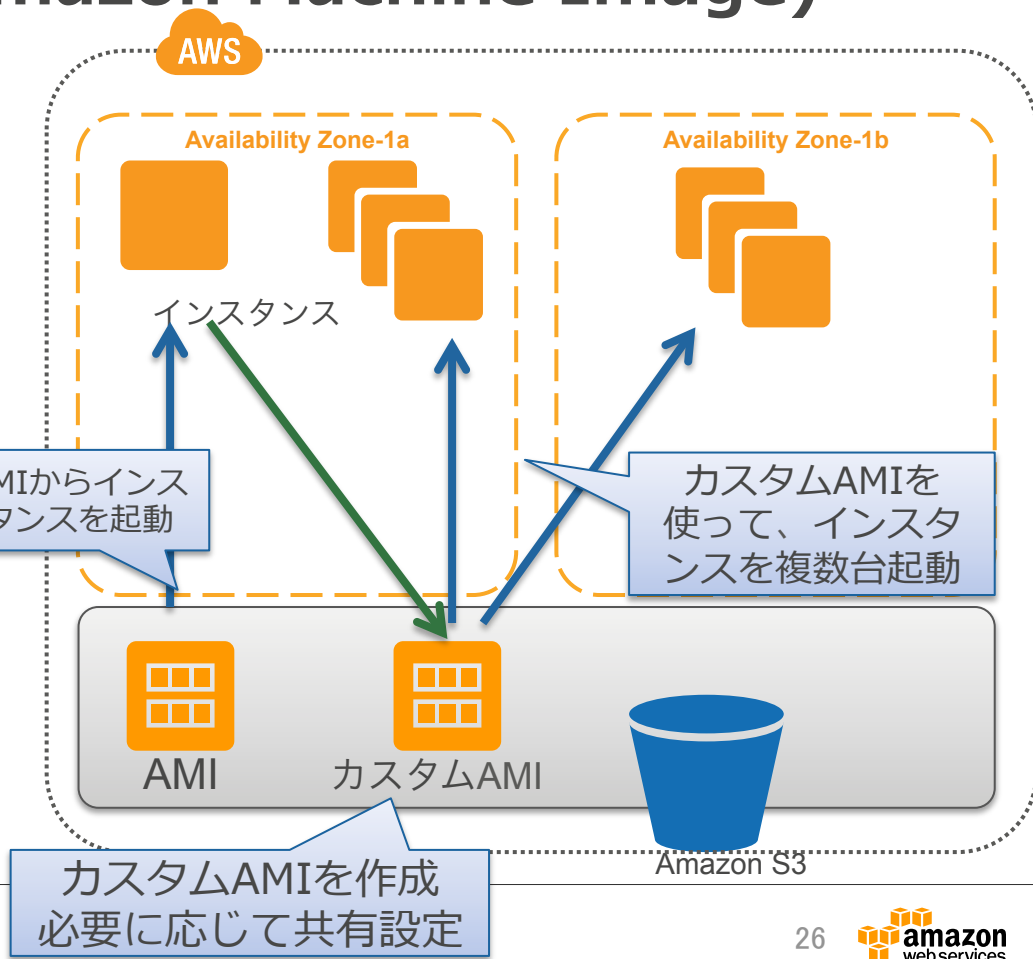 mazon Machine Image)
AWS
Availability Zone-1a
Availability Zone-1b
インスタンス
MIからインス
タンスを起動
カスタムAMIを
使って、インスタ
ンスを複数台起動
AMI
カスタムAMI
Amazon S3
カスタムAMIを作成
必要に応じて共有設定
26
amazon
webservices